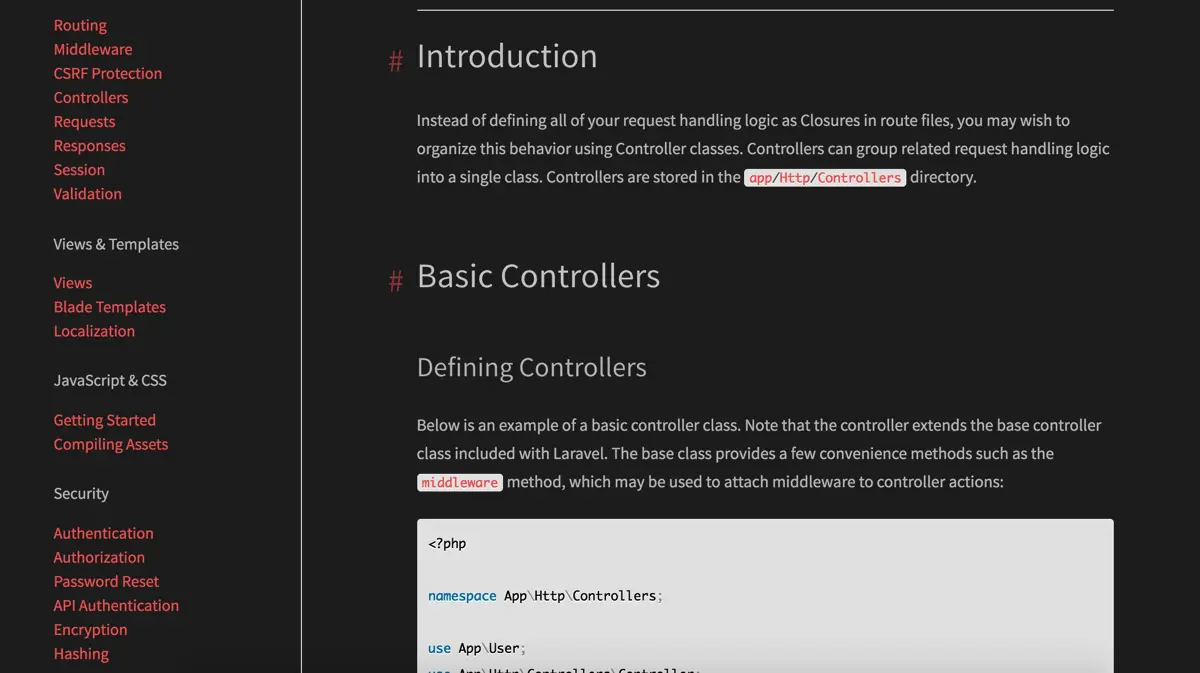 Routing
Middleware
CSRF Protection
Controllers
Requests
Responses
Session
Validation
Views & Templates
Views
Blade Templates
Localization
JavaScript & CSS
Getting Started
Compiling Assets
Security
Authentication
Authorization
Password Reset
API Authentication
Encryption
Hashing
# Introduction
Instead of defining all of your request handling logic as Closures in route files, you may wish to
organize this behavior using Controller classes. Controllers can group related request handling logic
into a single class. Controllers are stored in the app/Http/Controllers directory.
# Basic Controllers
Defining Controllers
Below is an example of a basic controller class. Note that the controller extends the base controller
class included with Laravel. The base class provides a few convenience methods such as the
middleware method, which may be used to attach middleware to controller actions:
<?php
namespace App\Http\Controllers;
use App\User;
use App\Http\Controllers\Controller;